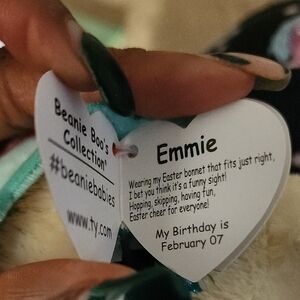 Beanie Boo's
Collection
#beaniebabies
www.ty.com
Emmie
Wearing my Easter bonnet that fits just right,
I bet you think it's a funny sight!
Hopping, skipping, having fun,
Easter cheer for everyone!
My Birthday is
February 07